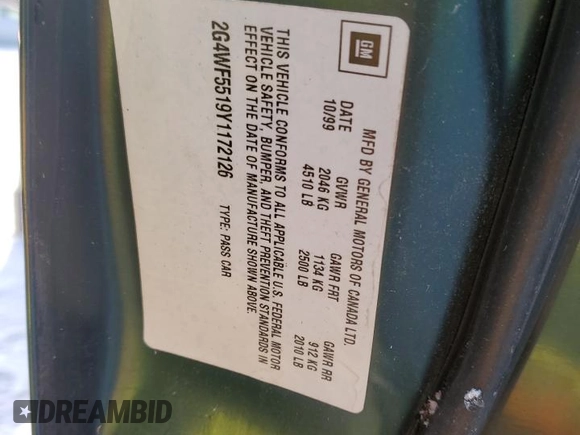 GM
MFD BY GENERAL MOTORS OF CANADA LTD.
DATE GVWR GAWR FRT GAWR RR
10/99 2046 KG 1134 KG 912 KG
4510 LB 2500 LB 2010 LB
THIS VEHICLE CONFORMS TO ALL APPLICABLE U.S. FEDERAL MOTOR
VEHICLE SAFETY, BUMPER, AND THEFT PREVENTION STANDARDS IN
EFFECT ON THE DATE OF MANUFACTURE SHOWN ABOVE.
2G4WF5519Y1172126 TYPE: PASS CAR
DREAMBID